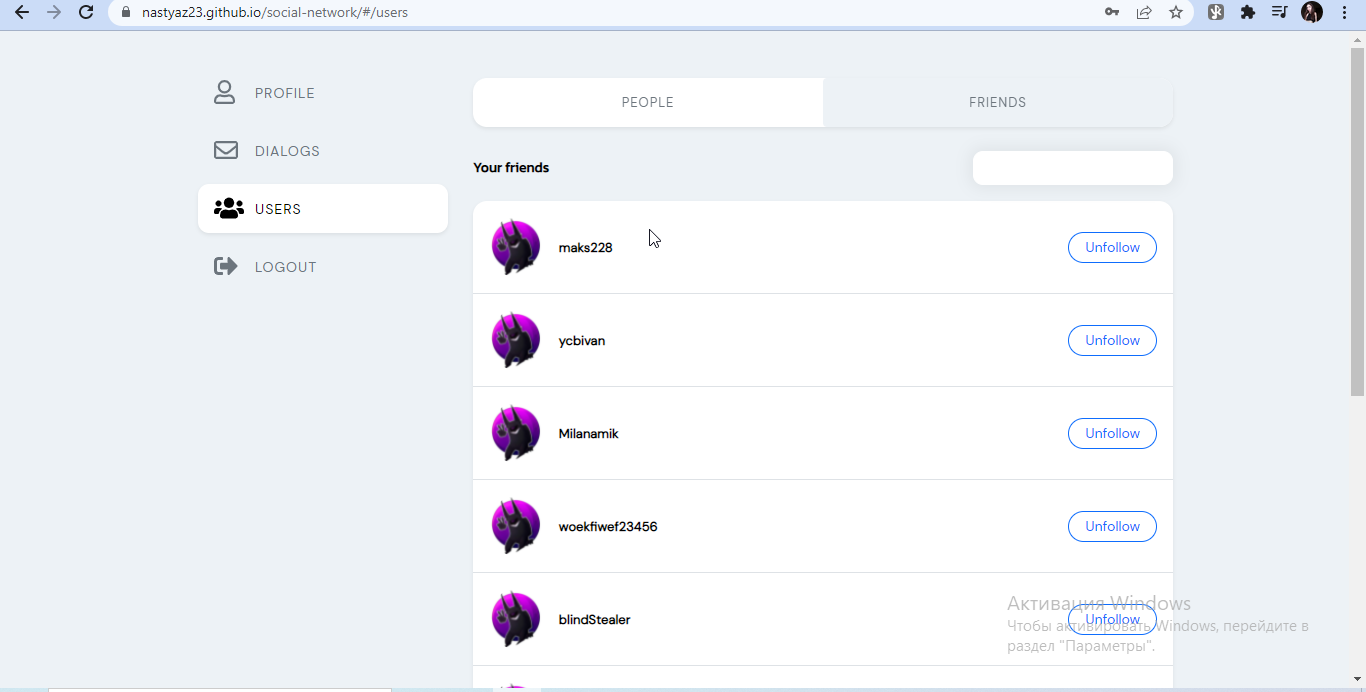 nastyaz23.github.io/social-network/#/users
PROFILE
DIALOGS
USERS
LOGOUT
PEOPLE
FRIENDS
Your friends
maks228
Unfollow
ycbivan
Unfollow
Milanamik
Unfollow
woekfiwef23456
Unfollow
blindStealer
Unfollow
Активация Windows
Чтобы активировать Windows, перейдите в
раздел "Параметры".